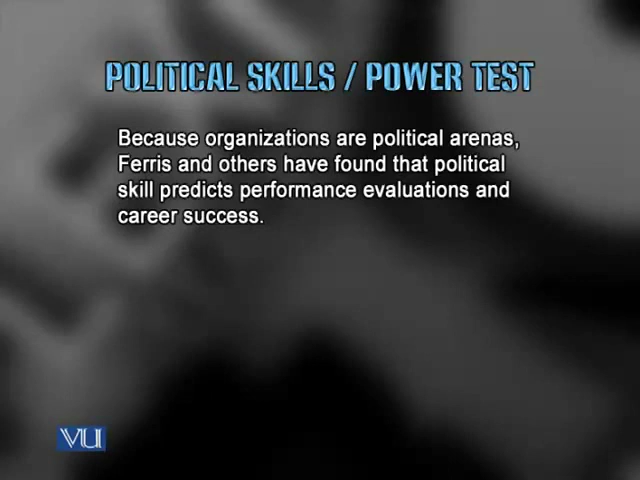 POLITICAL SKILLS / POWER TEST
Because organizations are political arenas,
Ferris and others have found that political
skill predicts performance evaluations and
career success.
VU